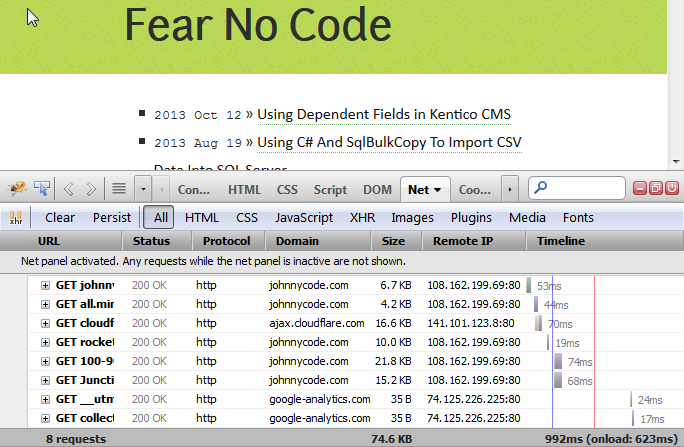 Fear No Code
2013 Oct 12 » Using Dependent Fields in Kentico CMS
2013 Aug 19 » Using C# And SqlBulkCopy To Import CSV
Data Into SQL Server
Con... HTML CSS Script DOM Net Coo...
xhr Clear Persist All HTML CSS JavaScript XHR Images Plugins Media Fonts
URL Status Protocol Domain Size Remote IP Timeline
Net panel activated. Any requests while the net panel is inactive are not shown.
GET johnny 200 OK http johnnycode.com 6.7 KB 108.162.199.69:80 53ms
GET all.min 200 OK http johnnycode.com 4.2 KB 108.162.199.69:80 44ms
GET cloudf 200 OK http ajax.cloudflare.com 16.6 KB 141.101.123.8:80 70ms
GET rocket 200 OK http johnnycode.com 10.0 KB 108.162.199.69:80 19ms
GET 100-90 200 OK http johnnycode.com 21.8 KB 108.162.199.69:80 74ms
GET Juncti 200 OK http johnnycode.com 15.2 KB 108.162.199.69:80 68ms
GET __utm 200 OK http google-analytics.com 35 B 74.125.226.225:80 24ms
GET collect 200 OK http google-analytics.com 35 B 74.125.226.225:80 17ms
8 requests 74.6 KB 992ms (onload: 623ms)